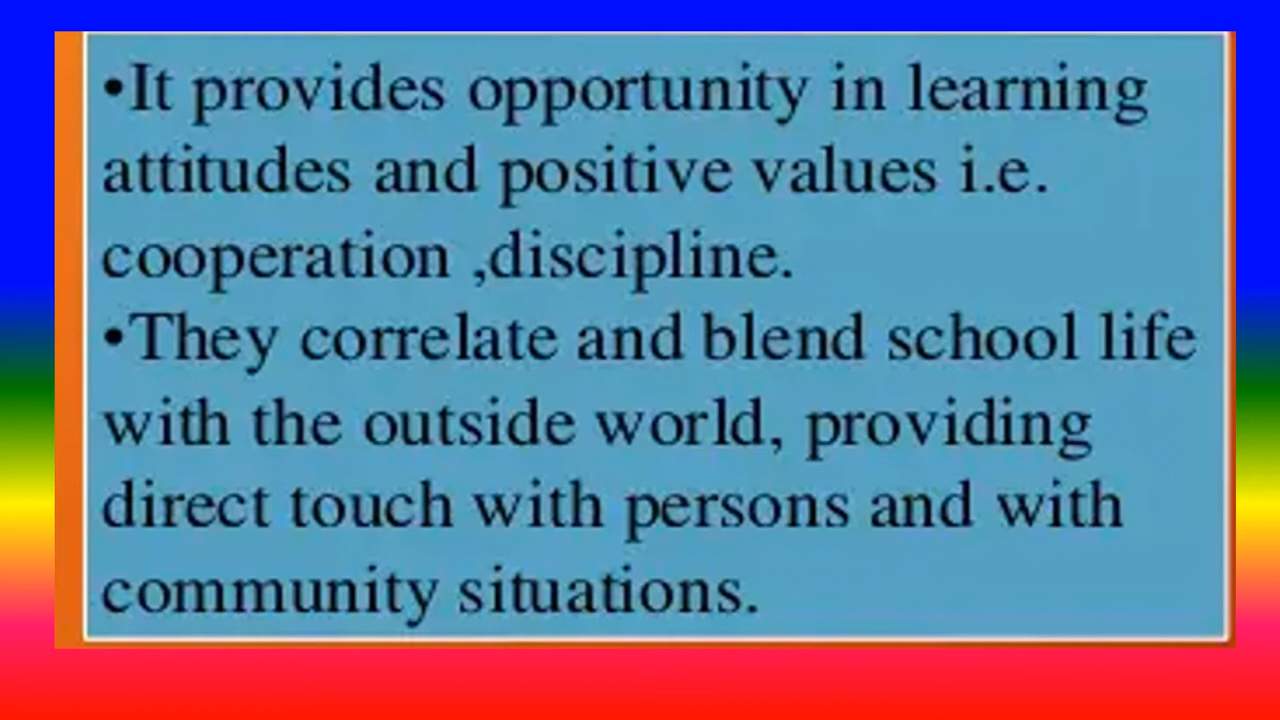 •It provides opportunity in learning
attitudes and positive values i.e.
cooperation ,discipline.
•They correlate and blend school life
with the outside world, providing
direct touch with persons and with
community situations.